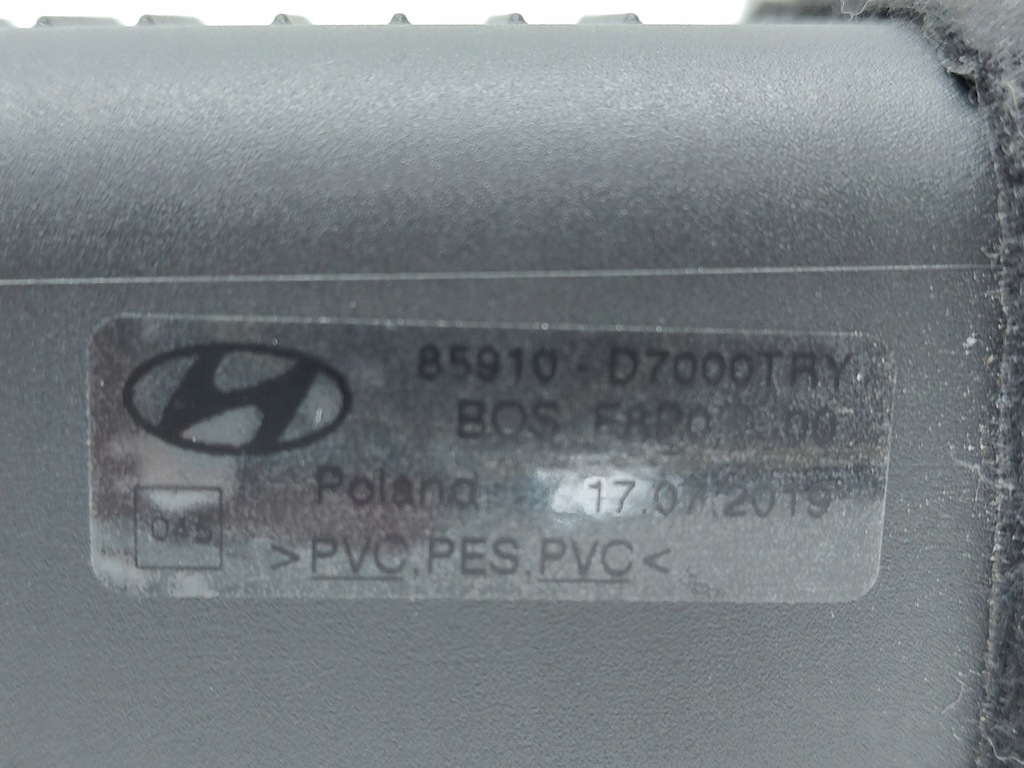 85910 - D7000TRY
BOS
Poland 17.07.2019
045
>PVC,PES,PVC<